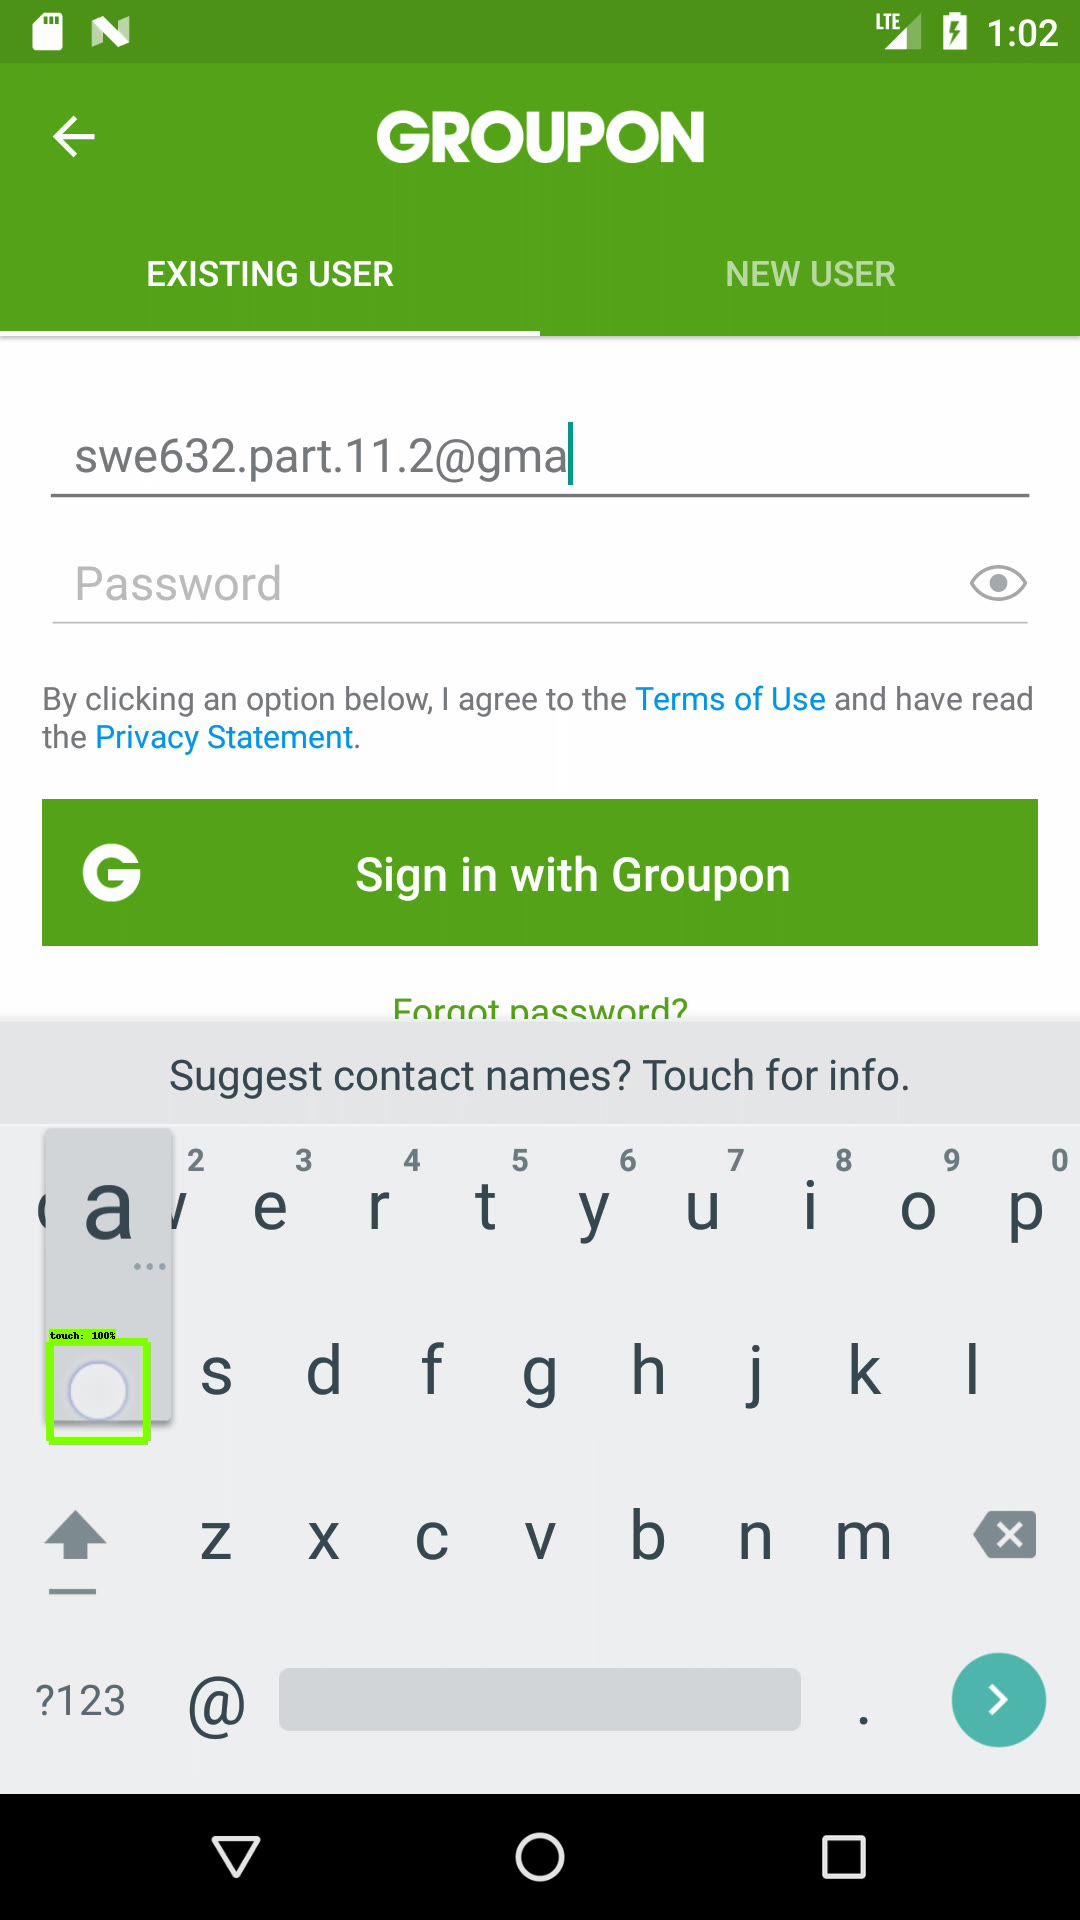 LTE 1:02
GROUPON
EXISTING USER NEW USER
swe632.part.11.2@gma
Password
By clicking an option below, I agree to the Terms of Use and have read
the Privacy Statement.
G Sign in with Groupon
Forgot password?
Suggest contact names? Touch for info.
2 3 4 5 6 7 8 9 0
a e r t y u i o p
touch: 100%
s d f g h j k l
z x c v b n m
?123 @ .